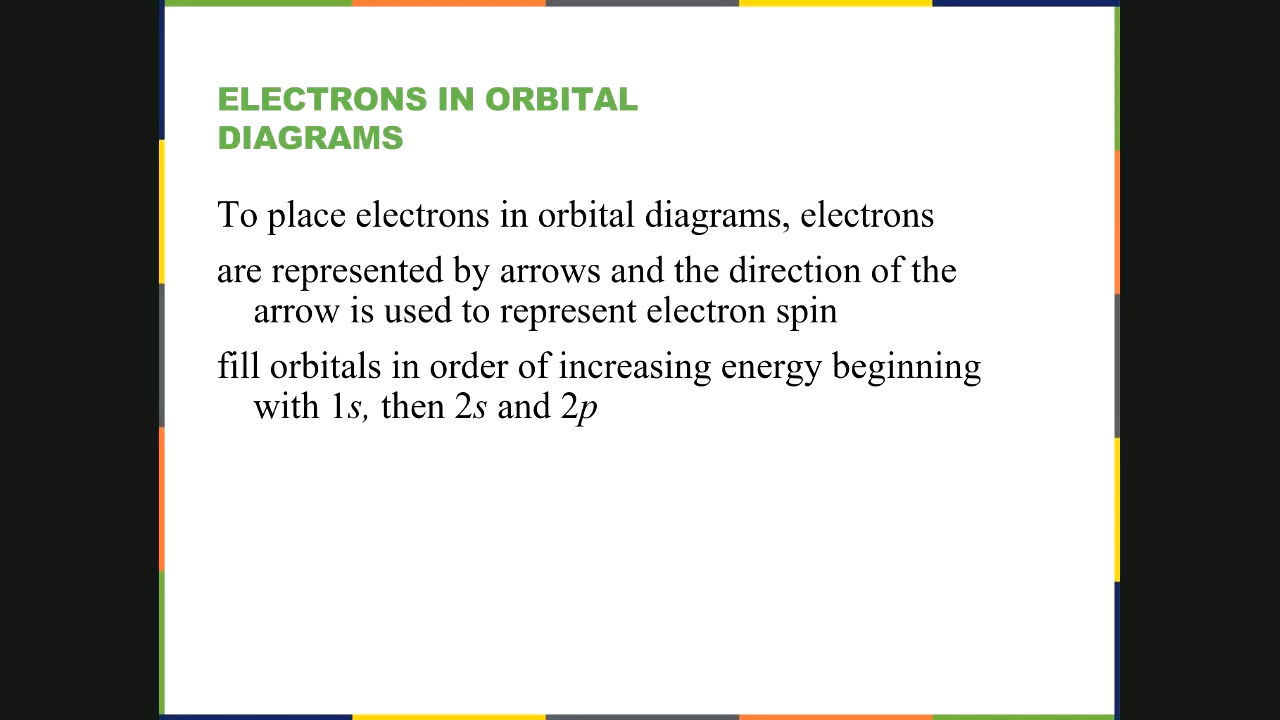 ELECTRONS IN ORBITAL
DIAGRAMS
To place electrons in orbital diagrams, electrons
are represented by arrows and the direction of the
arrow is used to represent electron spin
fill orbitals in order of increasing energy beginning
with 1s, then 2s and 2p